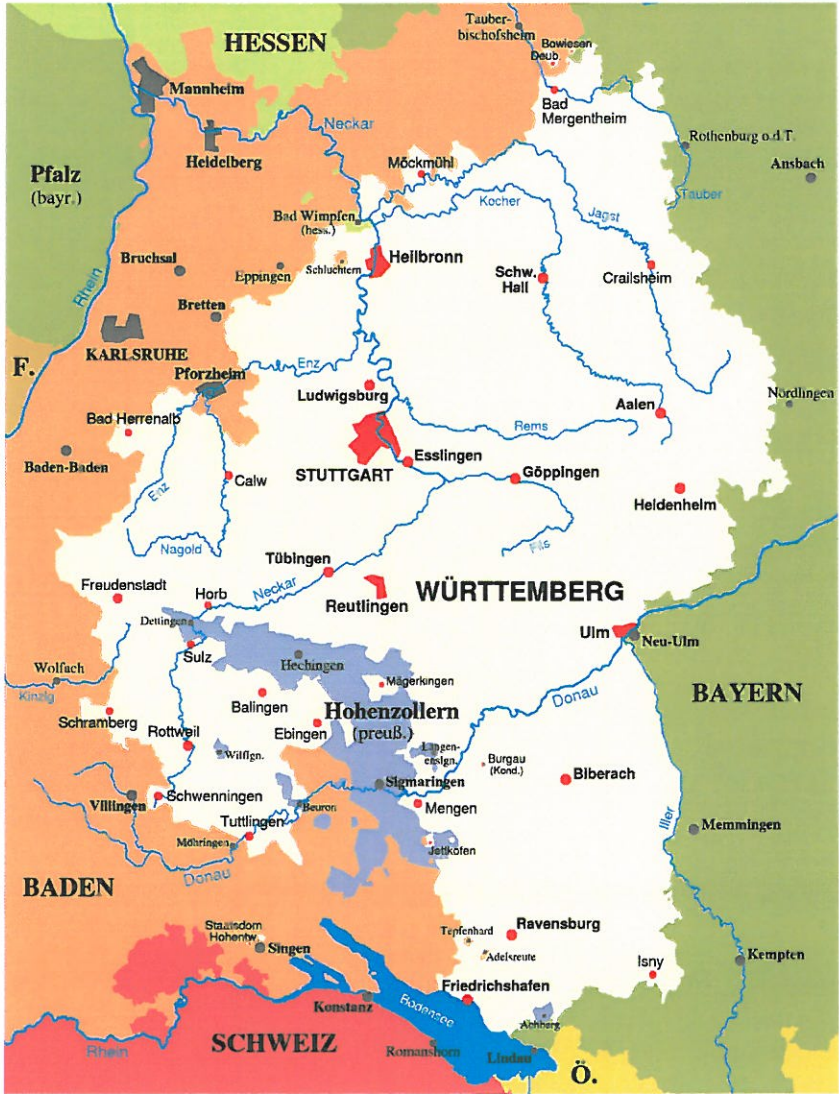 Tauber-
bischofsheim
HESSEN
Bowiesen
Deub.
Mannheim
Bad
Mergentheim
Neckar
Heidelberg
Rothenburg o.d.T.
Möckmühl
Pfalz
(bayr.)
Ansbach
Kocher
Jagst
Tauber
Bad Wimpfen
(hess.)
Rhein
Bruchsal
Eppingen
Schluchtern
Heilbronn
Schw.
Hall
Crailsheim
Bretten
KARLSRUHE
F.
Enz
Pforzheim
Ludwigsburg
Nördlingen
Bad Herrenalb
Aalen
Rems
Baden-Baden
STUTTGART
Esslingen
Göppingen
Calw
Enz
Heidenheim
Nagold
Fils
Tübingen
Freudenstadt
Horb
Neckar
Reutlingen
WÜRTTEMBERG
Dettingen
Ulm
Neu-Ulm
Sulz
Hechingen
Wolfach
Kinzig
Mägerkingen
Donau
BAYERN
Balingen
Hohenzollern
(preuß.)
Schramberg
Ebingen
Rottweil
Wilflgn.
Langen-
enslgn.
Burgau
(Kond.)
Biberach
Sigmaringen
Villingen
Schwenningen
Beuron
Mengen
Iller
Tuttlingen
Memmingen
Möhringen
Jettkofen
Donau
BADEN
Staatsdom
Hohentw.
Singen
Tepfenhard
Ravensburg
Adelsreute
Kempten
Isny
Friedrichshafen
Konstanz
Bodensee
Achberg
Rhein
SCHWEIZ
Romanshorn
Lindau
Ö.